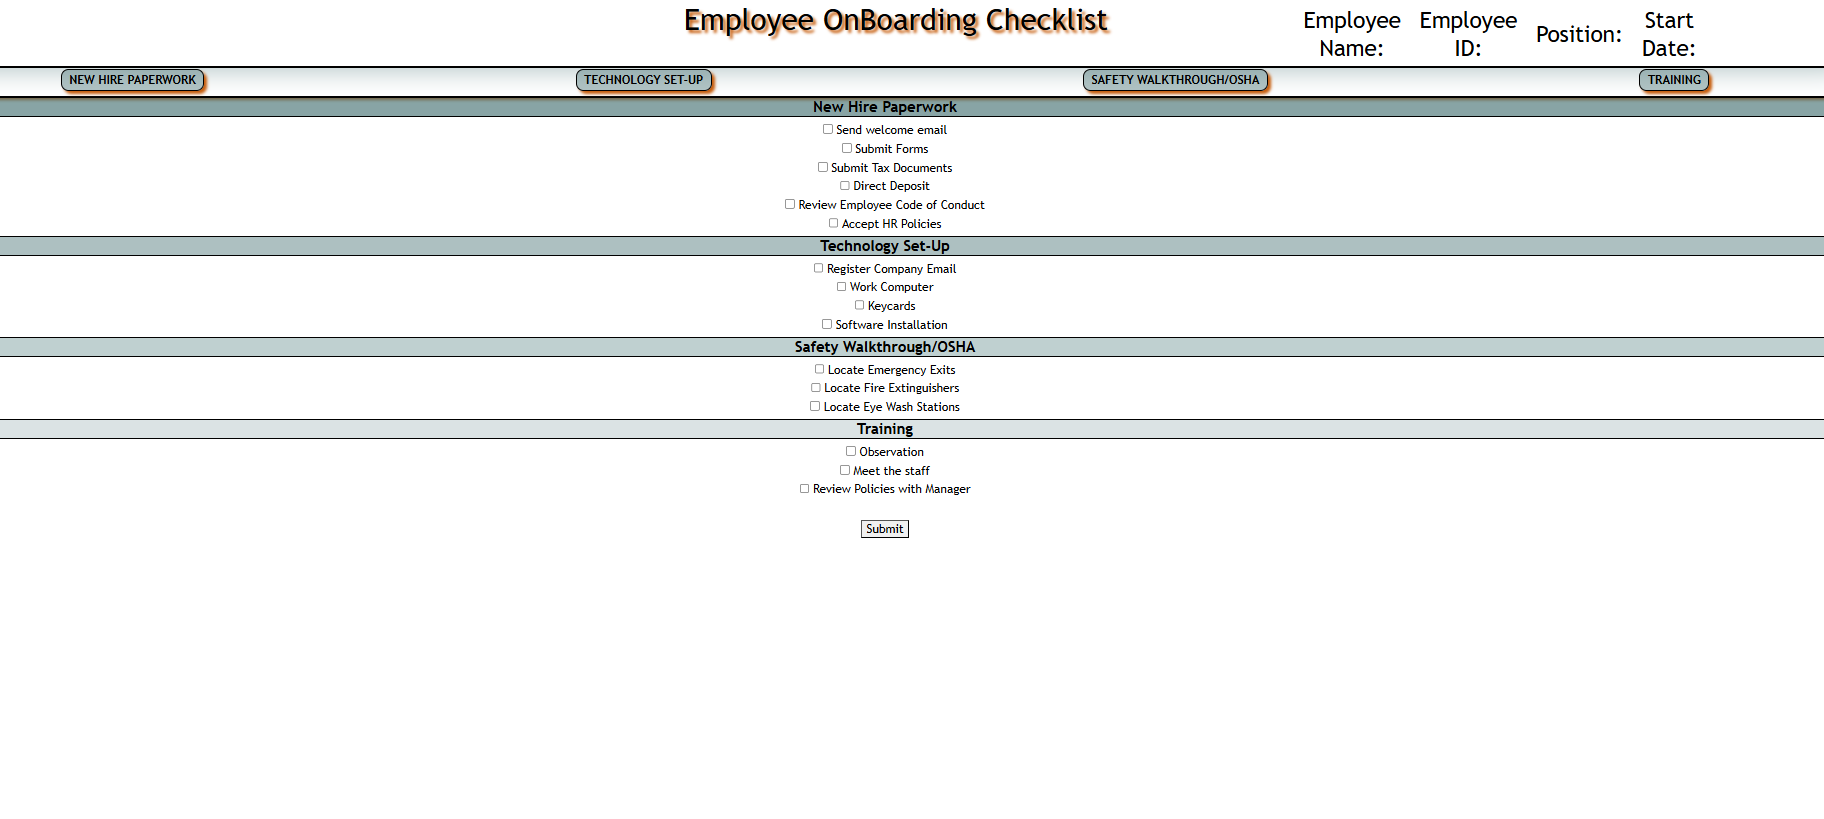 Employee OnBoarding Checklist
Employee Name:
Employee ID:
Position:
Start Date:
NEW HIRE PAPERWORK
TECHNOLOGY SET-UP
SAFETY WALKTHROUGH/OSHA
TRAINING
New Hire Paperwork
Send welcome email
Submit Forms
Submit Tax Documents
Direct Deposit
Review Employee Code of Conduct
Accept HR Policies
Technology Set-Up
Register Company Email
Work Computer
Keycards
Software Installation
Safety Walkthrough/OSHA
Locate Emergency Exits
Locate Fire Extinguishers
Locate Eye Wash Stations
Training
Observation
Meet the staff
Review Policies with Manager
Submit